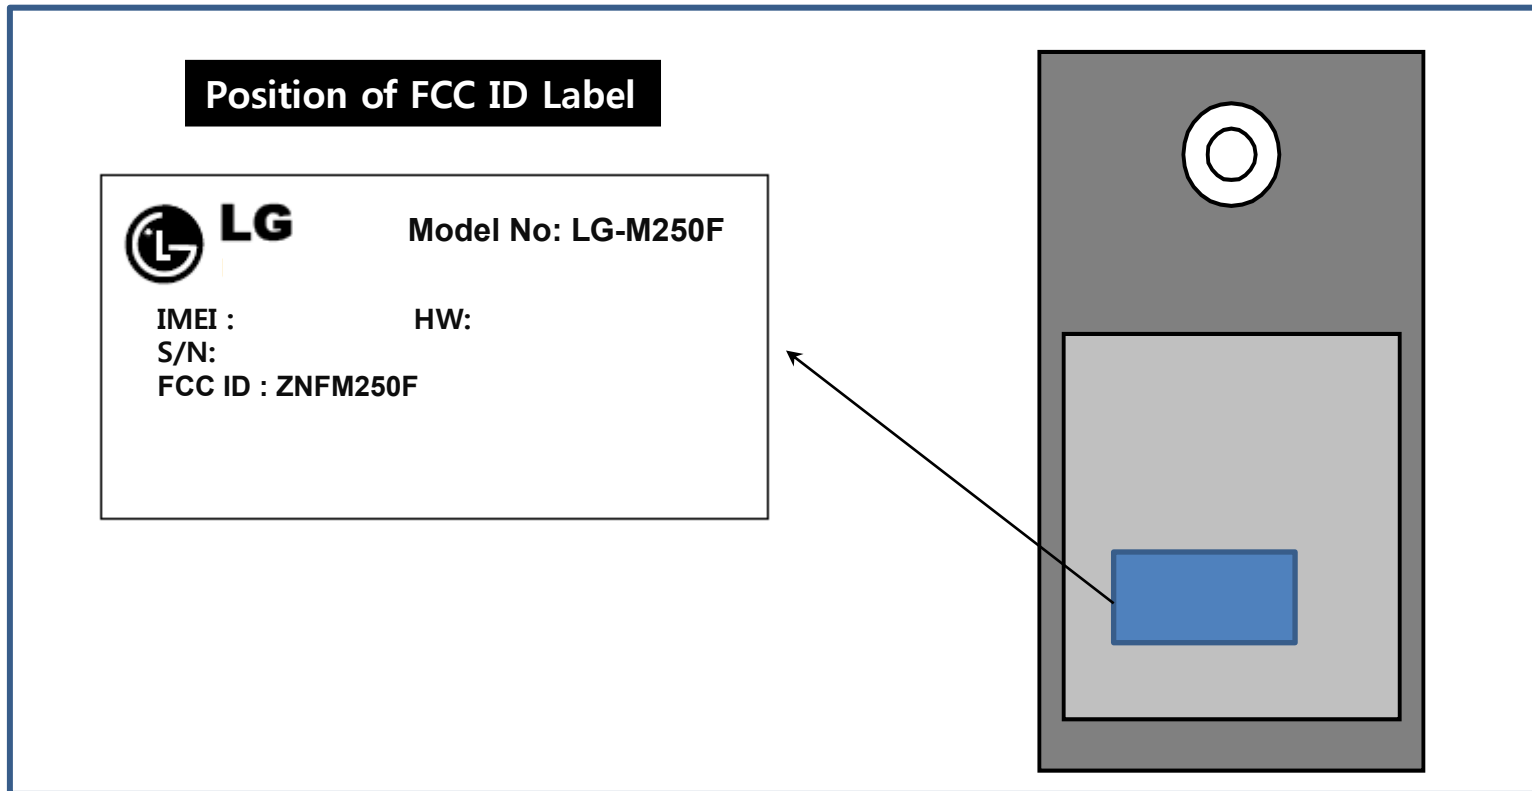 Position of FCC ID Label
LG Model No: LG-M250F
IMEI : HW:
S/N:
FCC ID : ZNFM250F